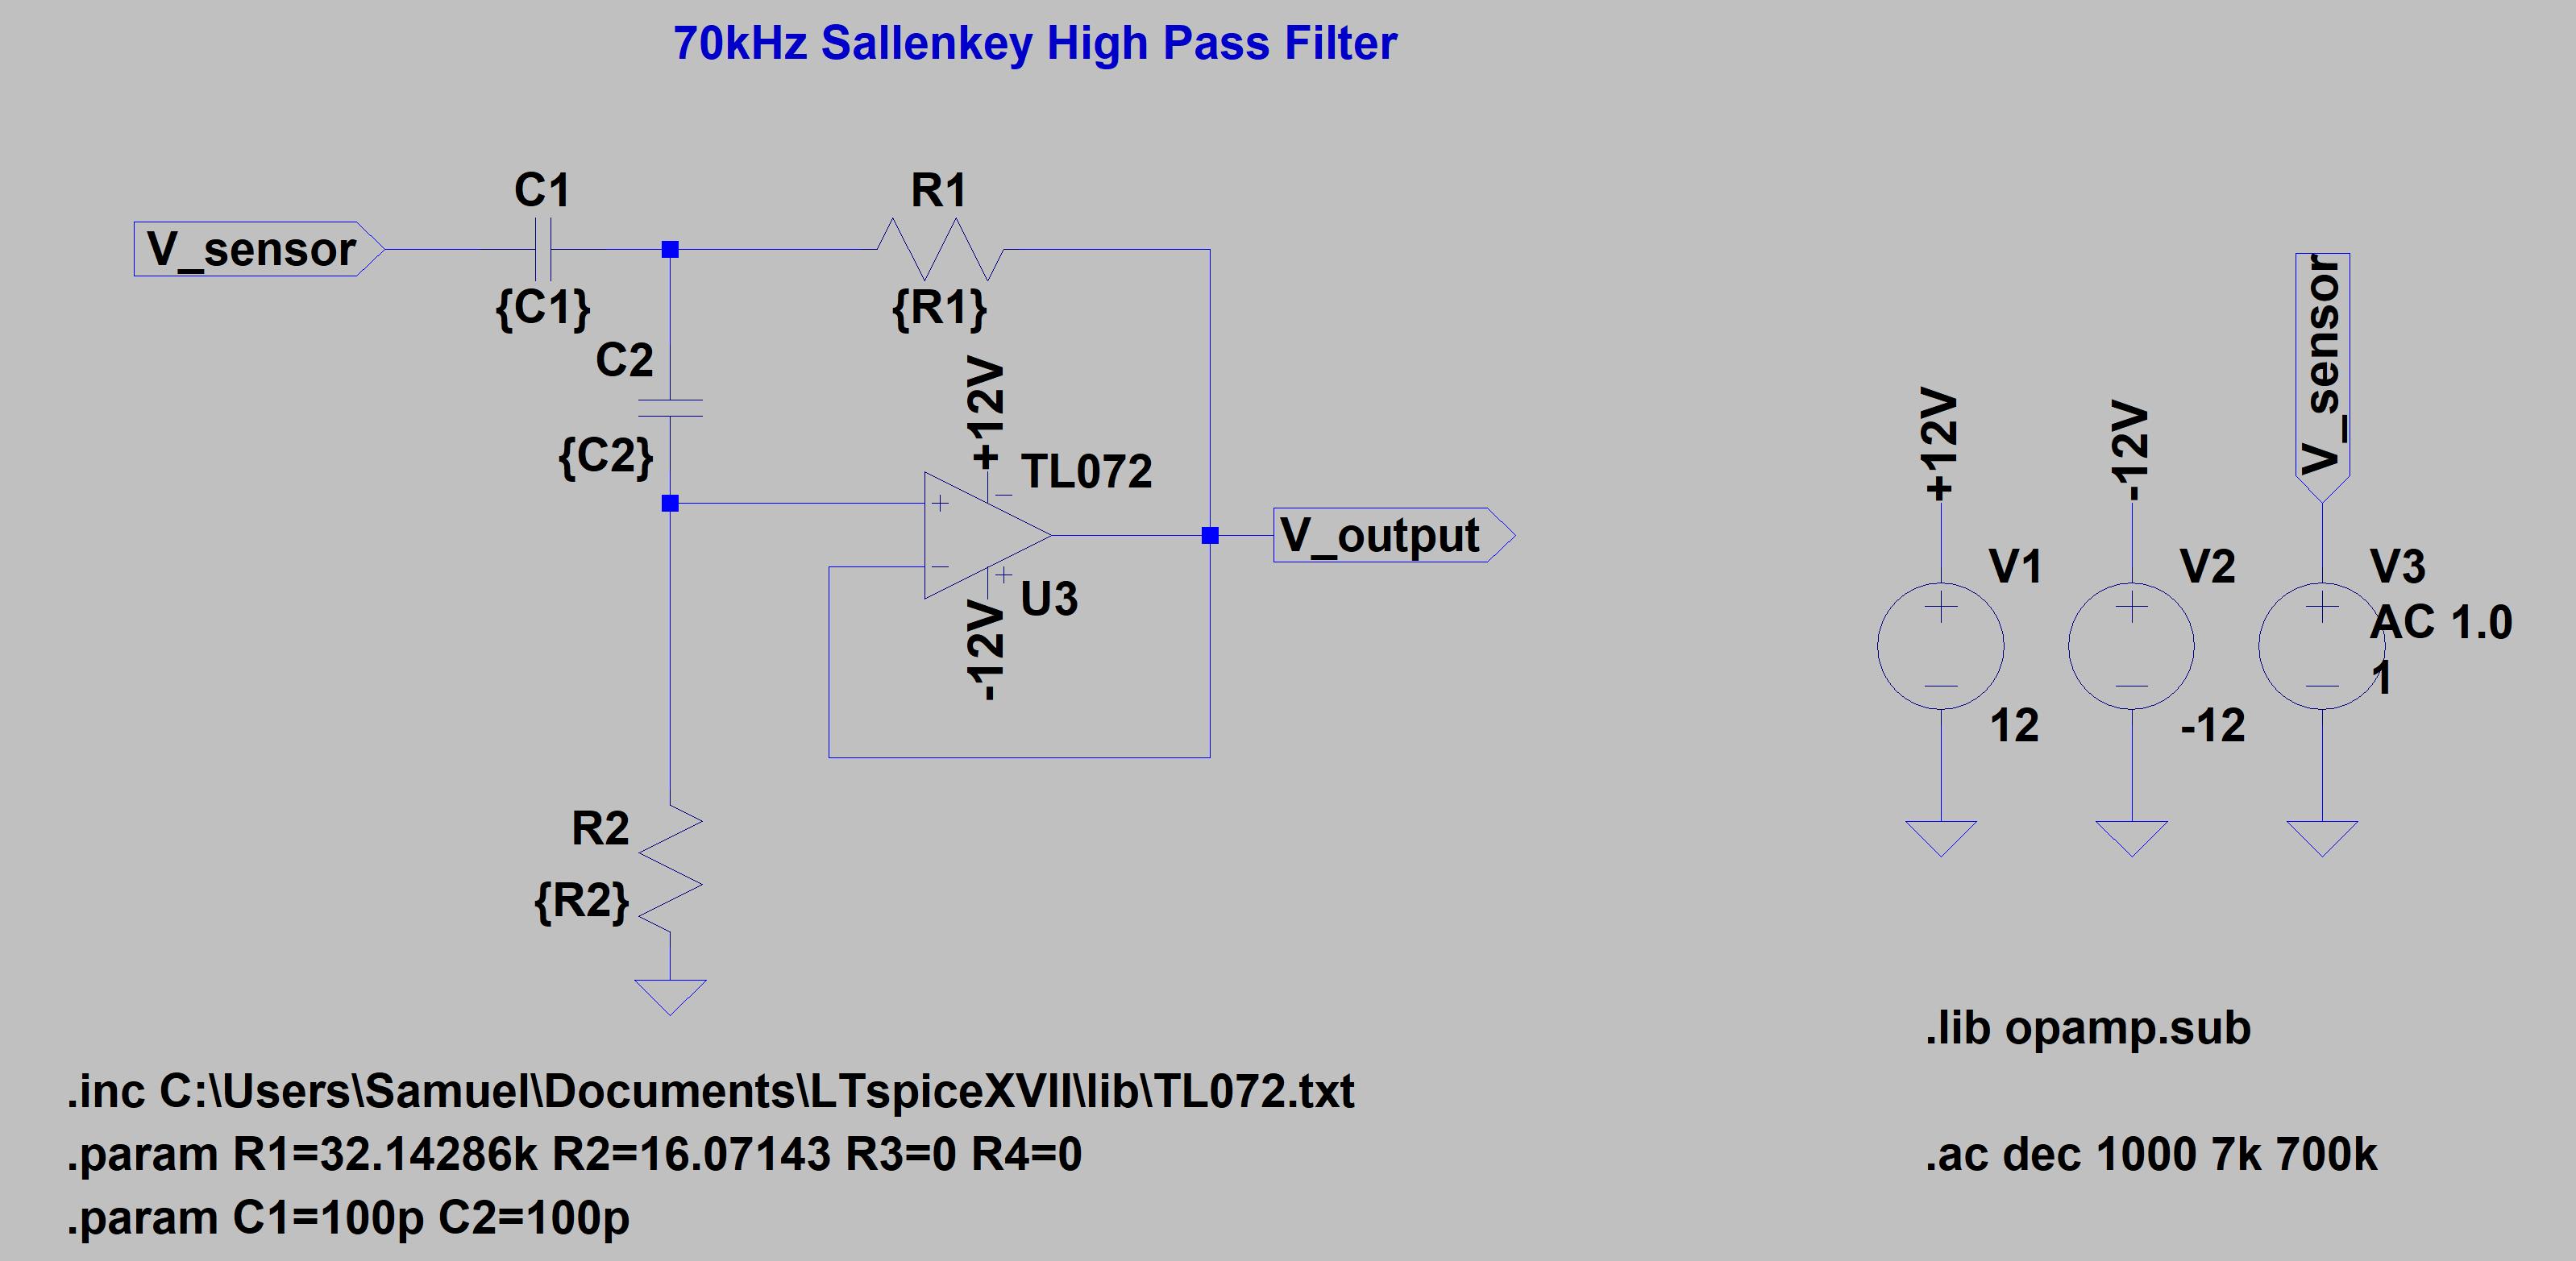 70kHz Sallenkey High Pass Filter
C1
R1
V_sensor
{C1}
{R1}
C2
{C2}
+12V
TL072
V_output
U3
-12V
R2
{R2}
V_sensor
+12V
-12V
V1
V2
V3
AC 1.0
1
12
-12
.lib opamp.sub
.inc C:\Users\Samuel\Documents\LTspiceXVII\lib\TL072.txt
.param R1=32.14286k R2=16.07143 R3=0 R4=0
.ac dec 1000 7k 700k
.param C1=100p C2=100p